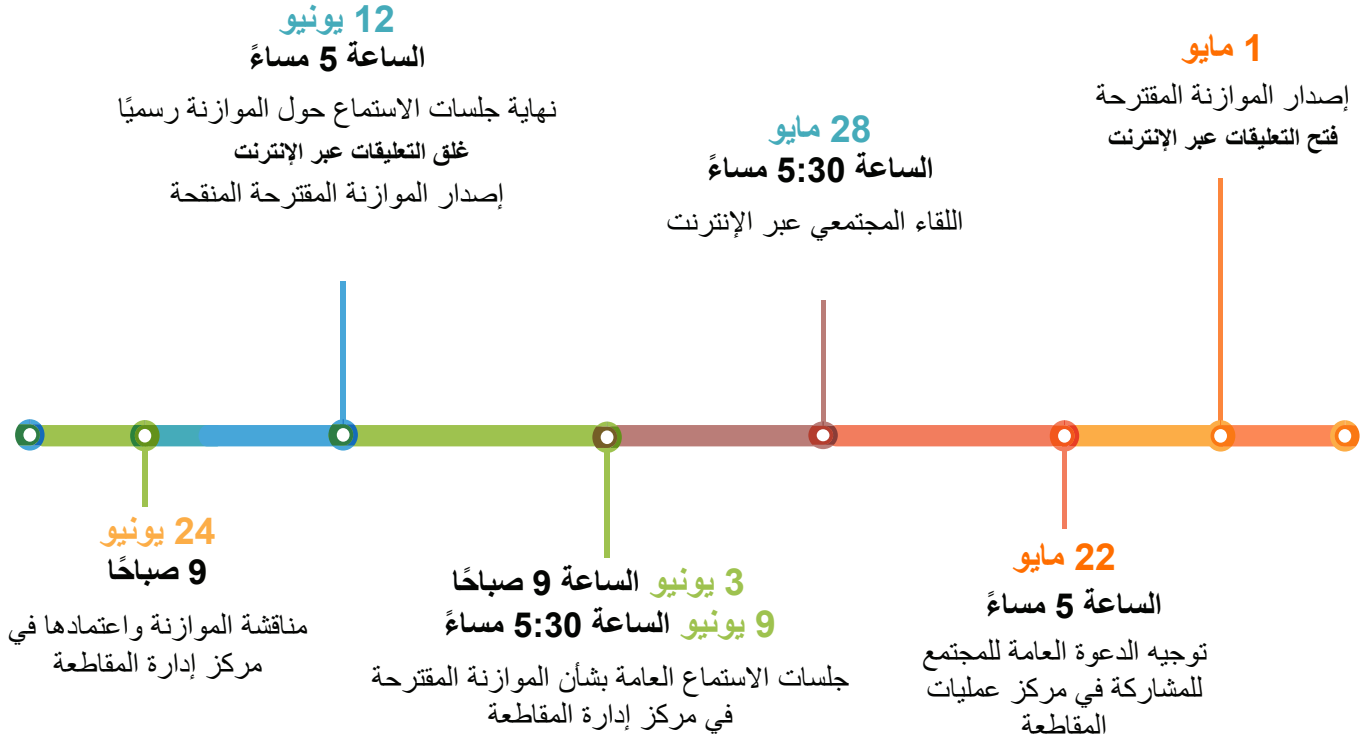 1 مايو
إصدار الموازنة المقترحة
فتح التعليقات عبر الإنترنت
22 مايو
الساعة 5 مساءً
توجيه الدعوة العامة للمجتمع
للمشاركة في مركز عمليات
المقاطعة
28 مايو
الساعة 5:30 مساءً
اللقاء المجتمعي عبر الإنترنت
3 يونيو الساعة 9 صباحًا
9 يونيو الساعة 5:30 مساءً
جلسات الاستماع العامة بشأن الموازنة المقترحة
في مركز إدارة المقاطعة
12 يونيو
الساعة 5 مساءً
نهاية جلسات الاستماع حول الموازنة رسميًا
غلق التعليقات عبر الإنترنت
إصدار الموازنة المقترحة المنقحة
24 يونيو
9 صباحًا
مناقشة الموازنة واعتمادها في
مركز إدارة المقاطعة